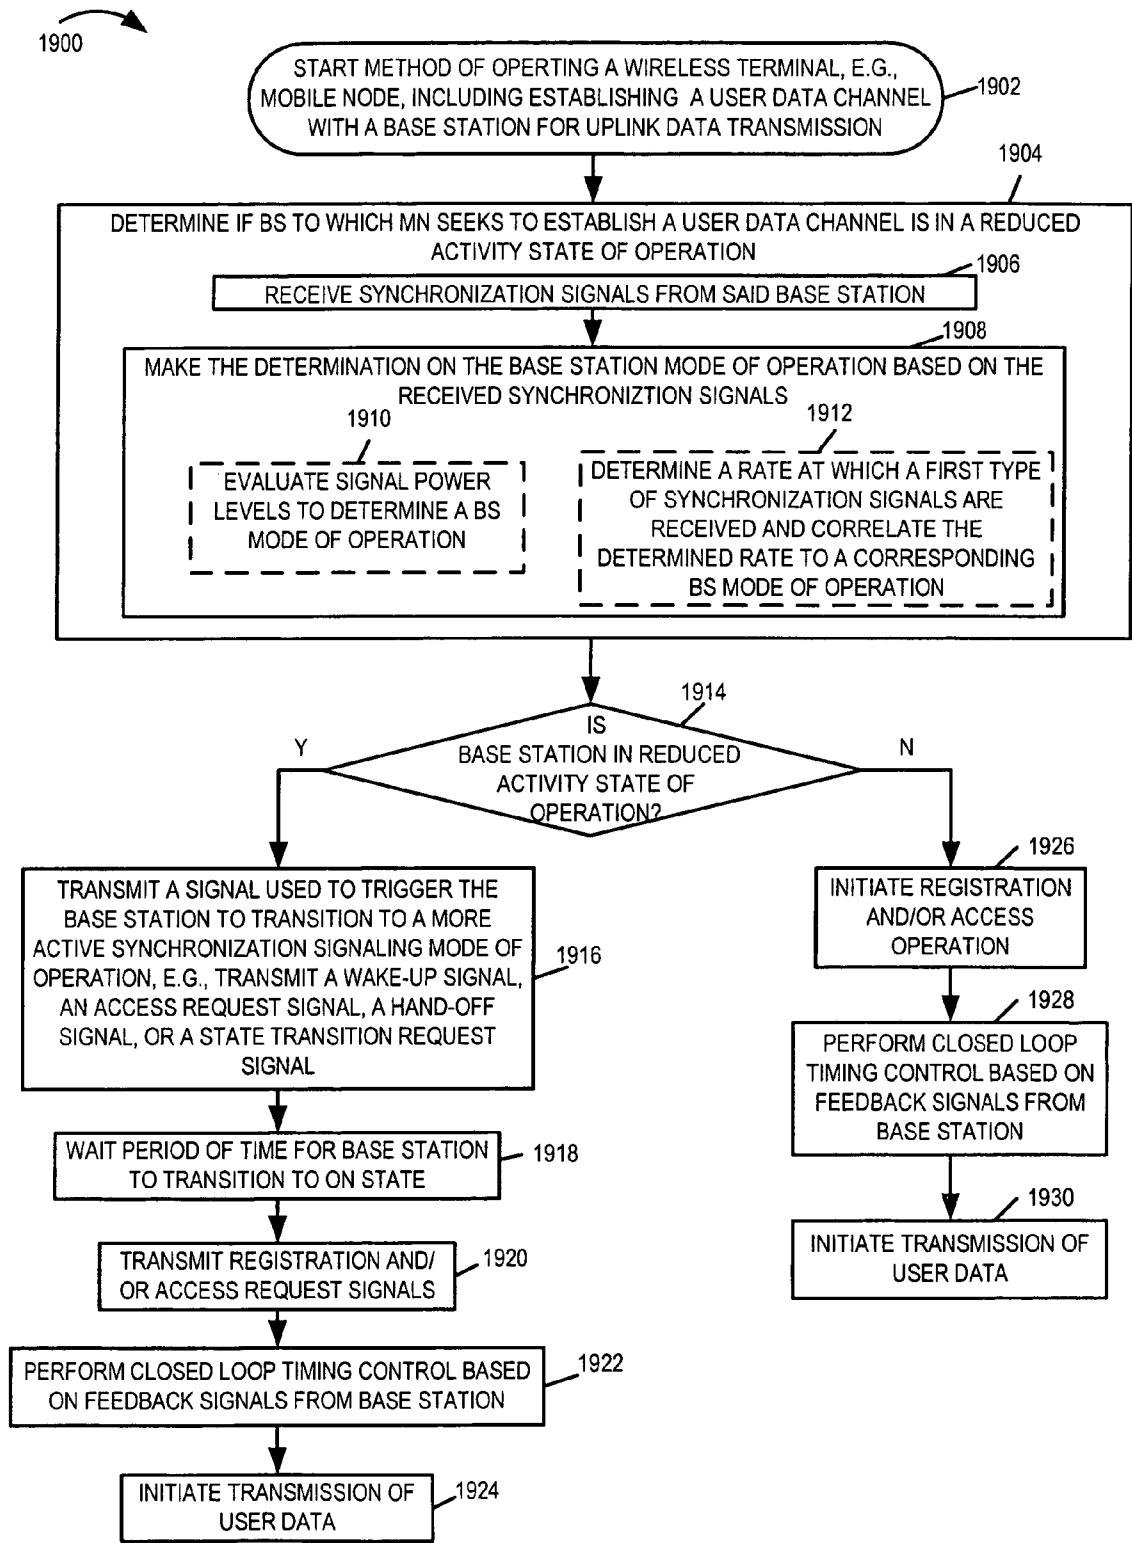 1900
START METHOD OF OPERTING A WIRELESS TERMINAL, E.G.,
MOBILE NODE, INCLUDING ESTABLISHING A USER DATA CHANNEL
WITH A BASE STATION FOR UPLINK DATA TRANSMISSION
1902
1904
DETERMINE IF BS TO WHICH MN SEEKS TO ESTABLISH A USER DATA CHANNEL IS IN A REDUCED
ACTIVITY STATE OF OPERATION
1906
RECEIVE SYNCHRONIZATION SIGNALS FROM SAID BASE STATION
1908
MAKE THE DETERMINATION ON THE BASE STATION MODE OF OPERATION BASED ON THE
RECEIVED SYNCHRONIZTION SIGNALS
1910
EVALUATE SIGNAL POWER
LEVELS TO DETERMINE A BS
MODE OF OPERATION
1912
DETERMINE A RATE AT WHICH A FIRST TYPE
OF SYNCHRONIZATION SIGNALS ARE
RECEIVED AND CORRELATE THE
DETERMINED RATE TO A CORRESPONDING
BS MODE OF OPERATION
1914
IS
BASE STATION IN REDUCED
ACTIVITY STATE OF
OPERATION?
Y
N
TRANSMIT A SIGNAL USED TO TRIGGER THE
BASE STATION TO TRANSITION TO A MORE
ACTIVE SYNCHRONIZATION SIGNALING MODE OF
OPERATION, E.G., TRANSMIT A WAKE-UP SIGNAL,
AN ACCESS REQUEST SIGNAL, A HAND-OFF
SIGNAL, OR A STATE TRANSITION REQUEST
SIGNAL
1916
WAIT PERIOD OF TIME FOR BASE STATION
TO TRANSITION TO ON STATE
1918
TRANSMIT REGISTRATION AND/
OR ACCESS REQUEST SIGNALS
1920
PERFORM CLOSED LOOP TIMING CONTROL BASED
ON FEEDBACK SIGNALS FROM BASE STATION
1922
INITIATE TRANSMISSION OF
USER DATA
1924
1926
INITIATE REGISTRATION
AND/OR ACCESS
OPERATION
1928
PERFORM CLOSED LOOP
TIMING CONTROL BASED ON
FEEDBACK SIGNALS FROM
BASE STATION
1930
INITIATE TRANSMISSION OF
USER DATA